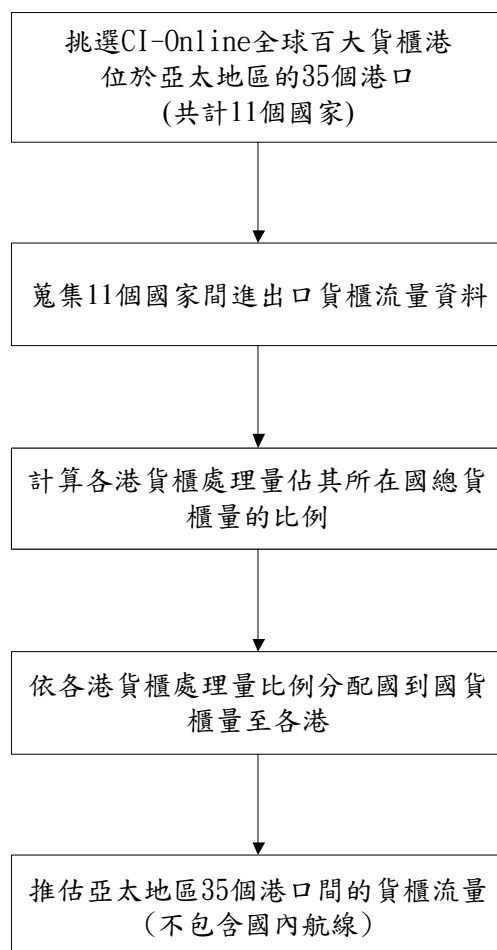 挑選CI-Online全球百大貨櫃港
位於亞太地區的35個港口
(共計11個國家)
蒐集11個國家間進出口貨櫃流量資料
計算各港貨櫃處理量佔其所在國總貨
櫃量的比例
依各港貨櫃處理量比例分配國到國貨
櫃量至各港
推估亞太地區35個港口間的貨櫃流量
（不包含國內航線）